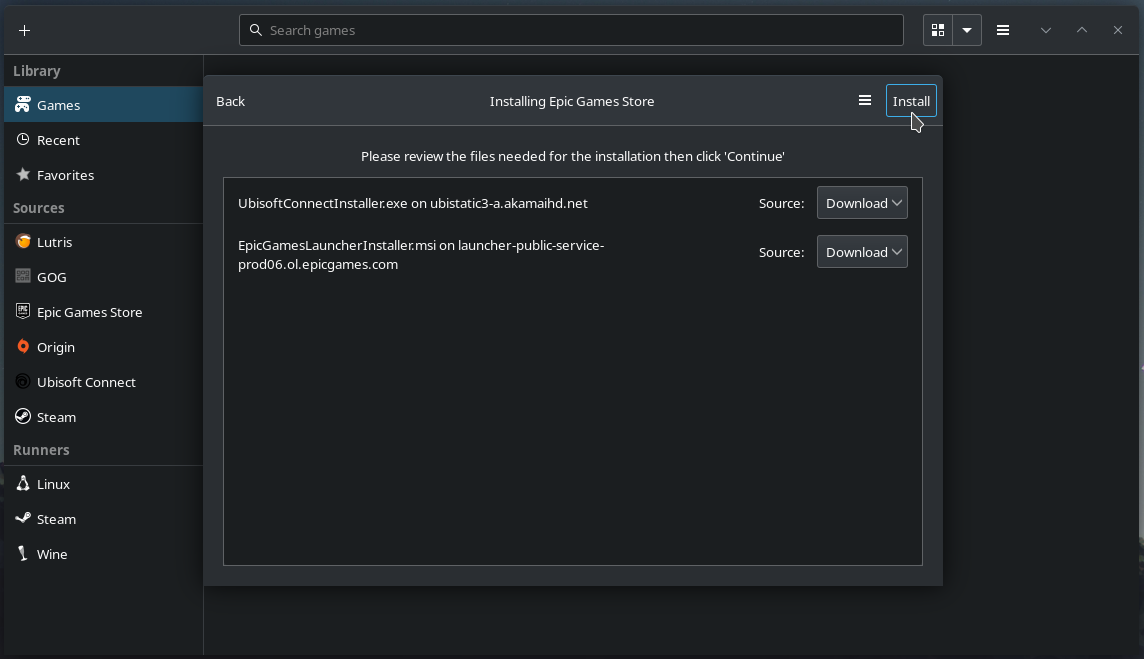 Search games
Library
Games
Recent
Favorites
Sources
Lutris
GOG
Epic Games Store
Origin
Ubisoft Connect
Steam
Runners
Linux
Steam
Wine
Back
Installing Epic Games Store
Install
Please review the files needed for the installation then click 'Continue'
UbisoftConnectInstaller.exe on ubistatic3-a.akamaihd.net
Source: Download
EpicGamesLauncherInstaller.msi on launcher-public-service-
prod06.ol.epicgames.com
Source: Download